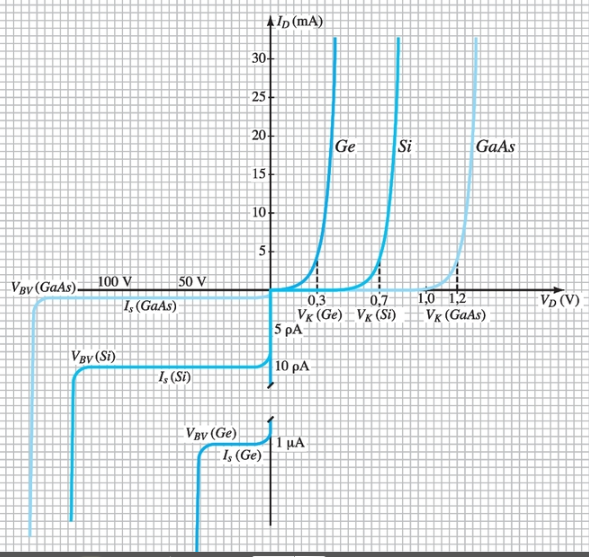 I_D (mA)
30
25
20
Ge
Si
GaAs
15
10
5
V_BV (GaAs)
100 V
50 V
I_s (GaAs)
0,3
0,7
1,0
1,2
V_D (V)
V_K (Ge)
V_K (Si)
V_K (GaAs)
5 ρA
V_BV (Si)
10 ρA
I_s (Si)
V_BV (Ge)
1 μA
I_s (Ge)